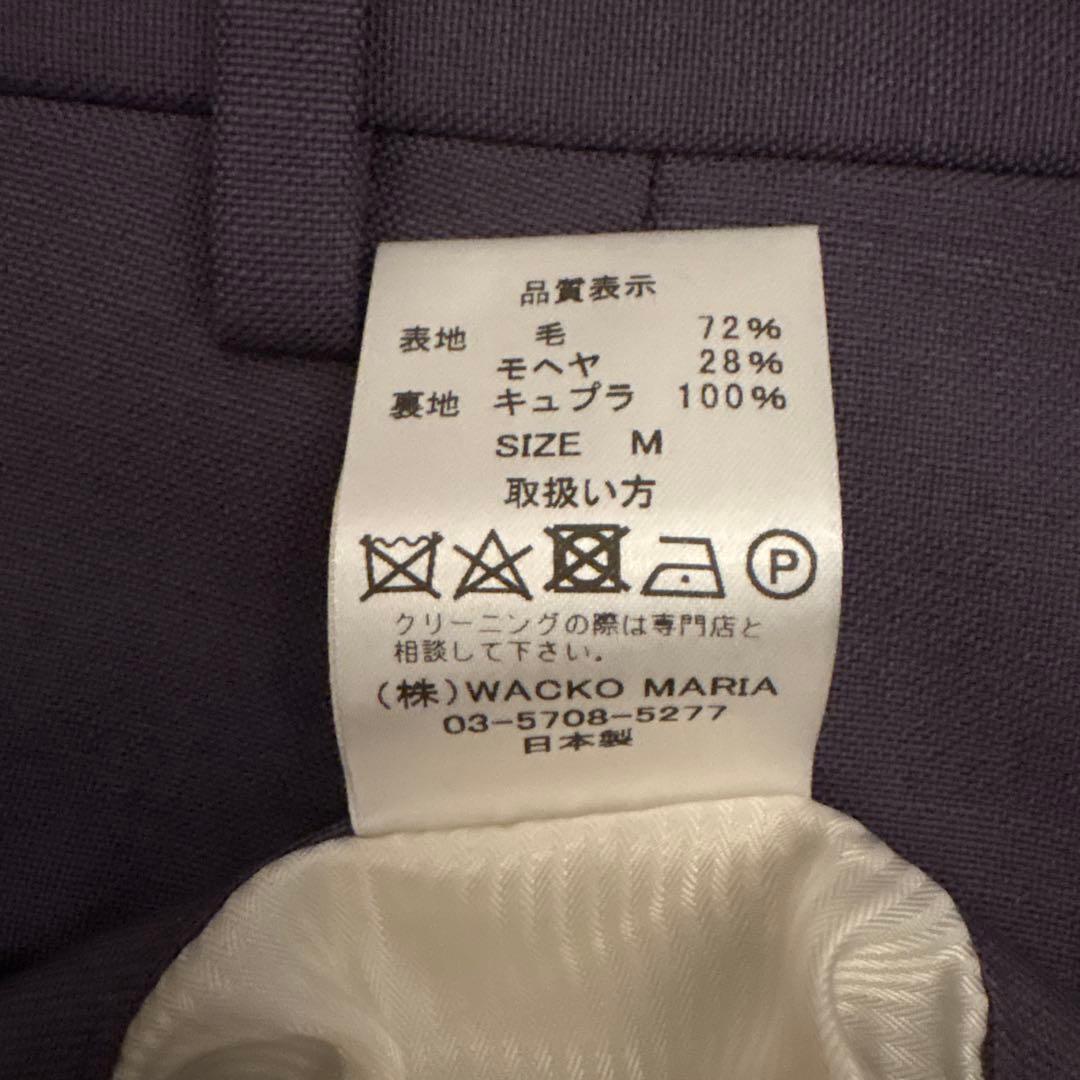 品質表示
表地 毛 72%
モヘヤ 28%
裏地 キュプラ 100%
SIZE M
取扱い方
P
クリーニングの際は専門店と
相談して下さい。
(株)WACKO MARIA
03-5708-5277
日本製